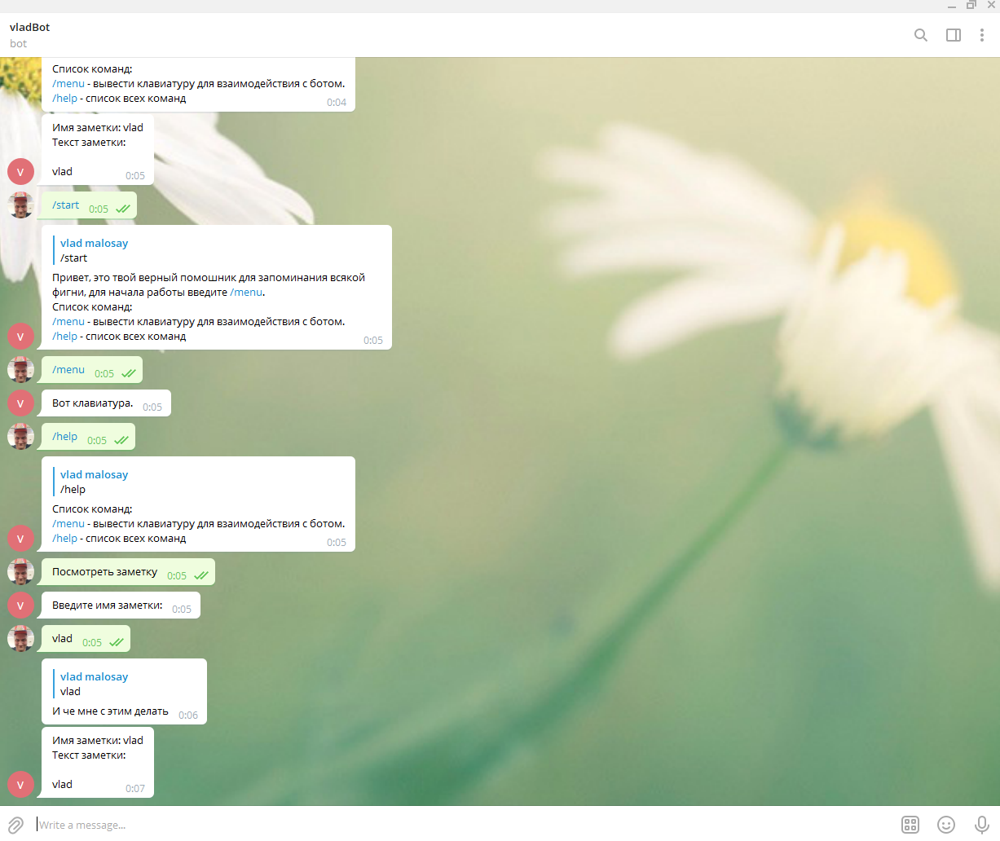 vladBot
bot
Список команд:
/menu - вывести клавиатуру для взаимодействия с ботом.
/help - список всех команд
0:04
Имя заметки: vlad
Текст заметки:
vlad
0:05
V
/start 0:05
vlad malosay
/start
Привет, это твой верный помошник для запоминания всякой
фигни, для начала работы введите /menu.
Список команд:
/menu - вывести клавиатуру для взаимодействия с ботом.
/help - список всех команд
0:05
V
/menu 0:05
V
Вот клавиатура. 0:05
/help 0:05
vlad malosay
/help
Список команд:
/menu - вывести клавиатуру для взаимодействия с ботом.
/help - список всех команд
0:05
V
Посмотреть заметку 0:05
V
Введите имя заметки: 0:05
vlad 0:05
vlad malosay
vlad
И че мне с этим делать 0:06
Имя заметки: vlad
Текст заметки:
vlad
0:07
V
Write a message...